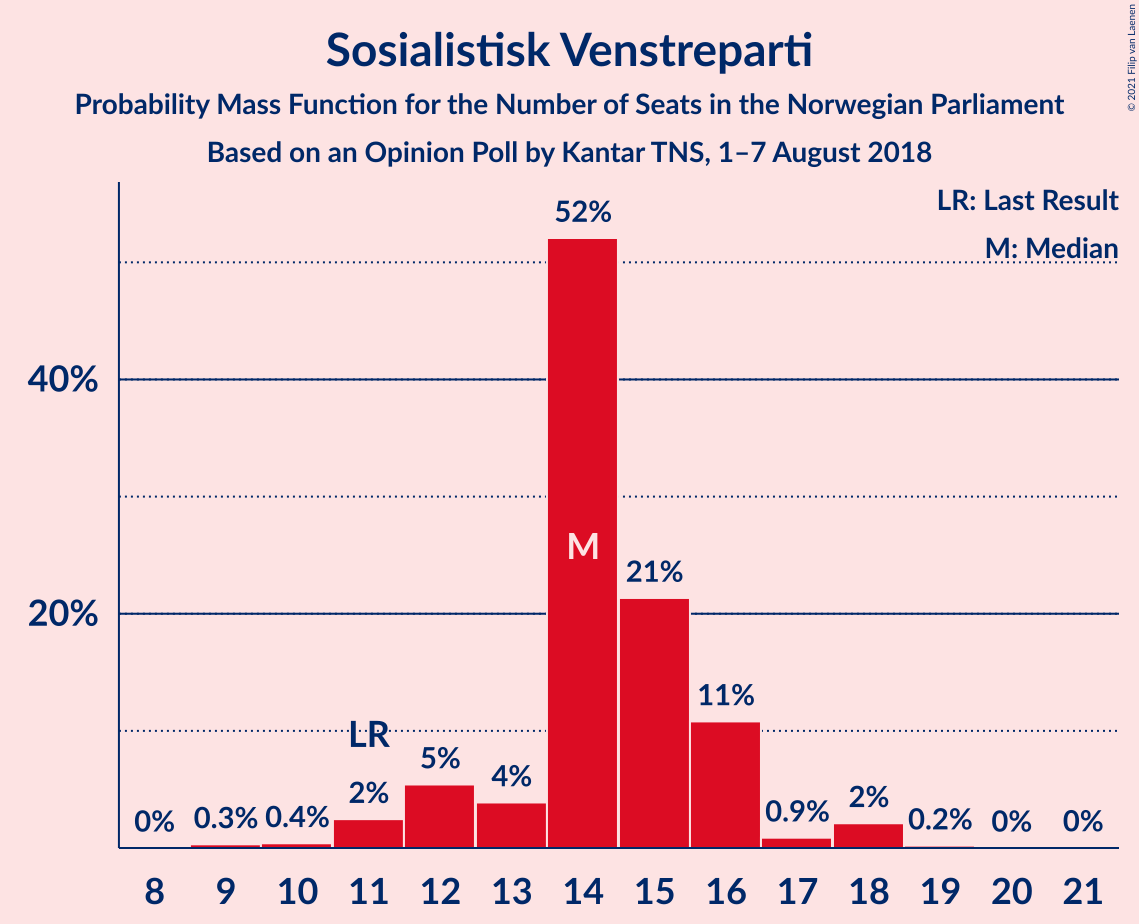 Sosialistisk Venstreparti
Probability Mass Function for the Number of Seats in the Norwegian Parliament
Based on an Opinion Poll by Kantar TNS, 1–7 August 2018
© 2021 Filip van Laenen
LR: Last Result
M: Median
40%
20%
0%
0.3%
0.4%
LR
2%
5%
4%
52%
M
21%
11%
0.9%
2%
0.2%
0%
0%
8 9 10 11 12 13 14 15 16 17 18 19 20 21